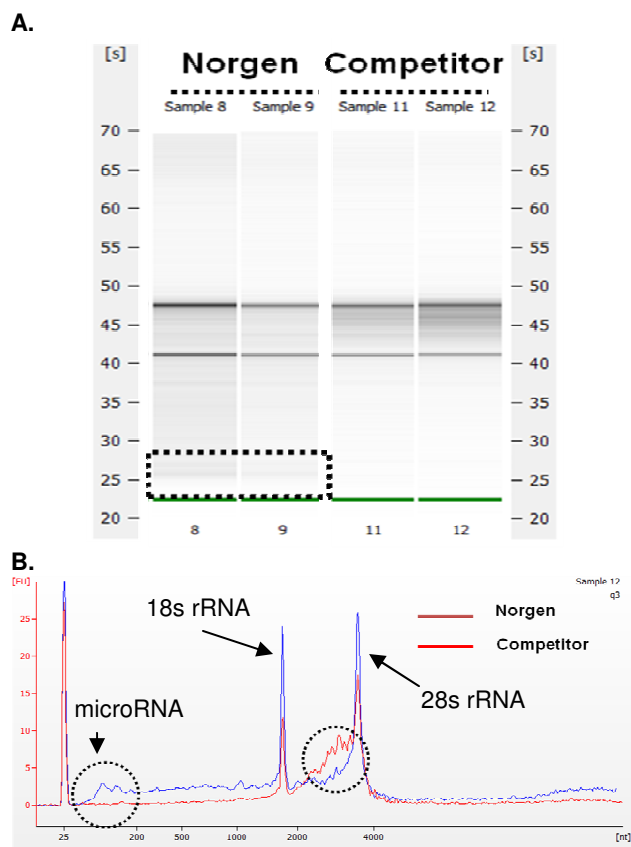 A.
[s] Norgen Competitor [s]
Sample 8 Sample 9 Sample 11 Sample 12
70 70
65 65
60 60
55 55
50 50
45 45
40 40
35 35
30 30
25 25
20 20
8 9 11 12
B.
[FU]
Sample 12
q3
18s rRNA
Norgen
Competitor
28s rRNA
microRNA
25
20
15
10
5
0
25 200 500 1000 2000 4000 [nt]